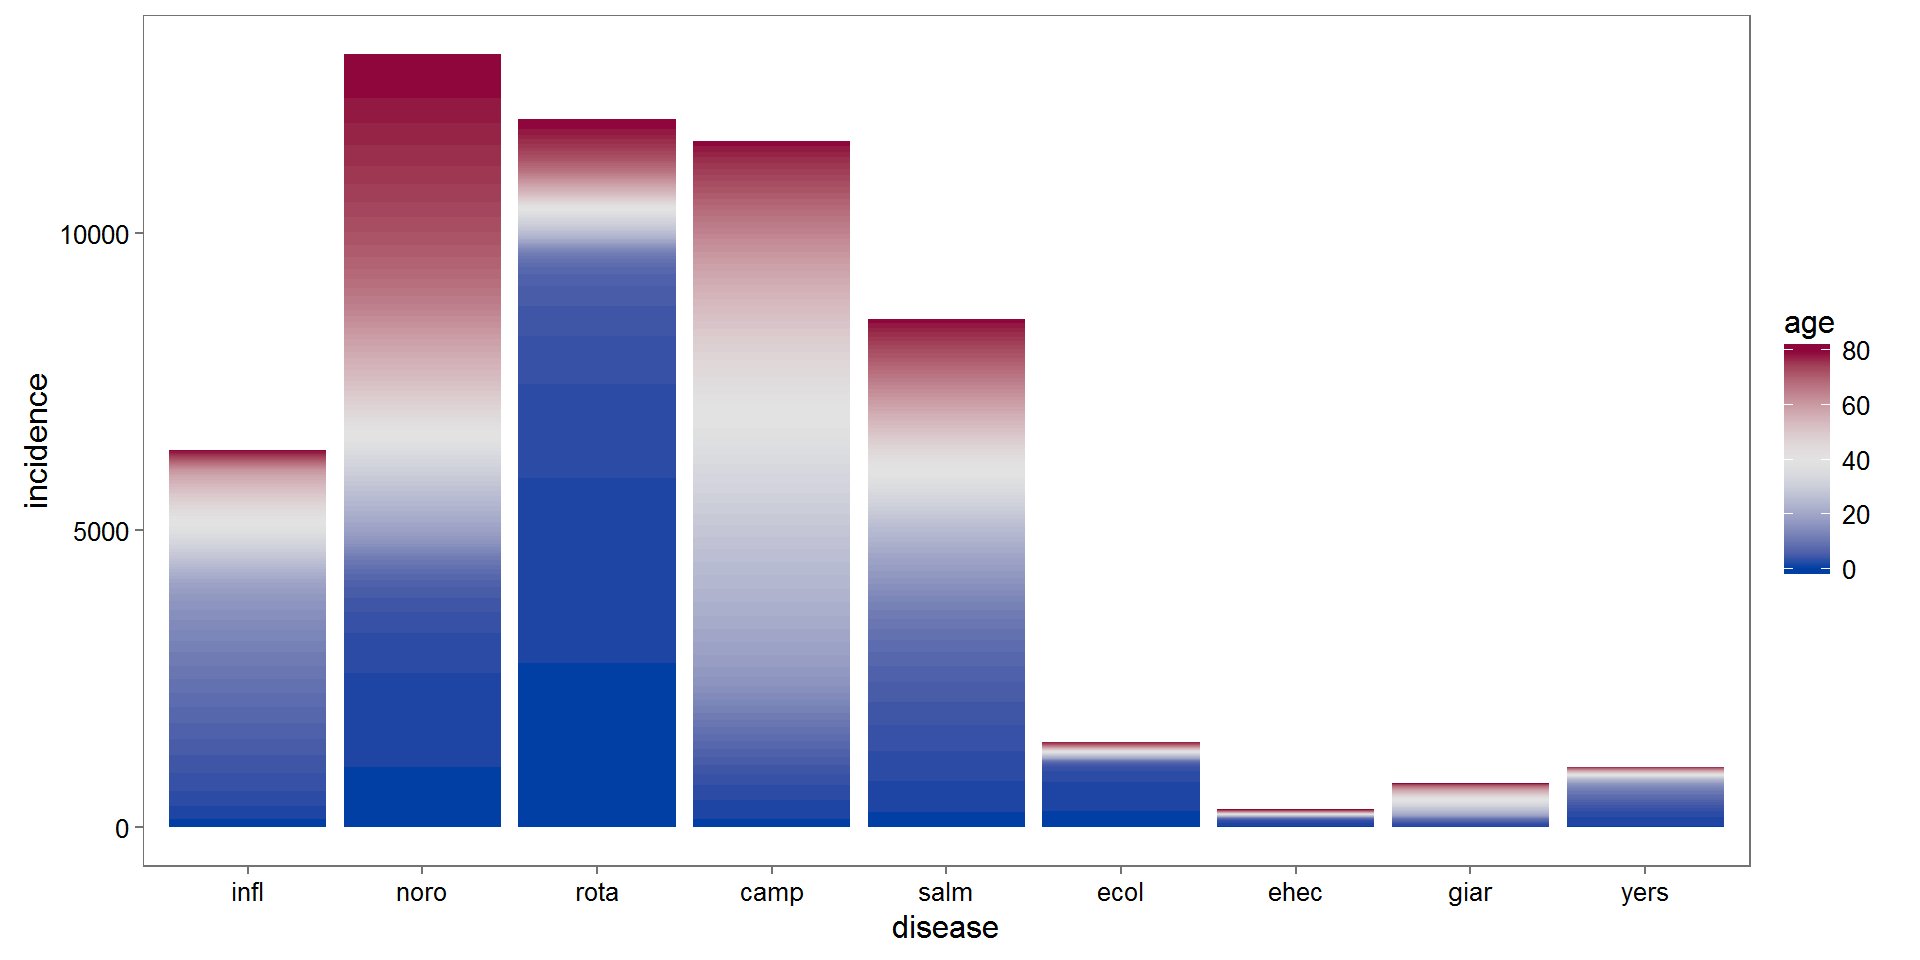 incidence
10000
5000
0
infl noro rota camp salm ecol ehec giar yers
disease
age
80
60
40
20
0